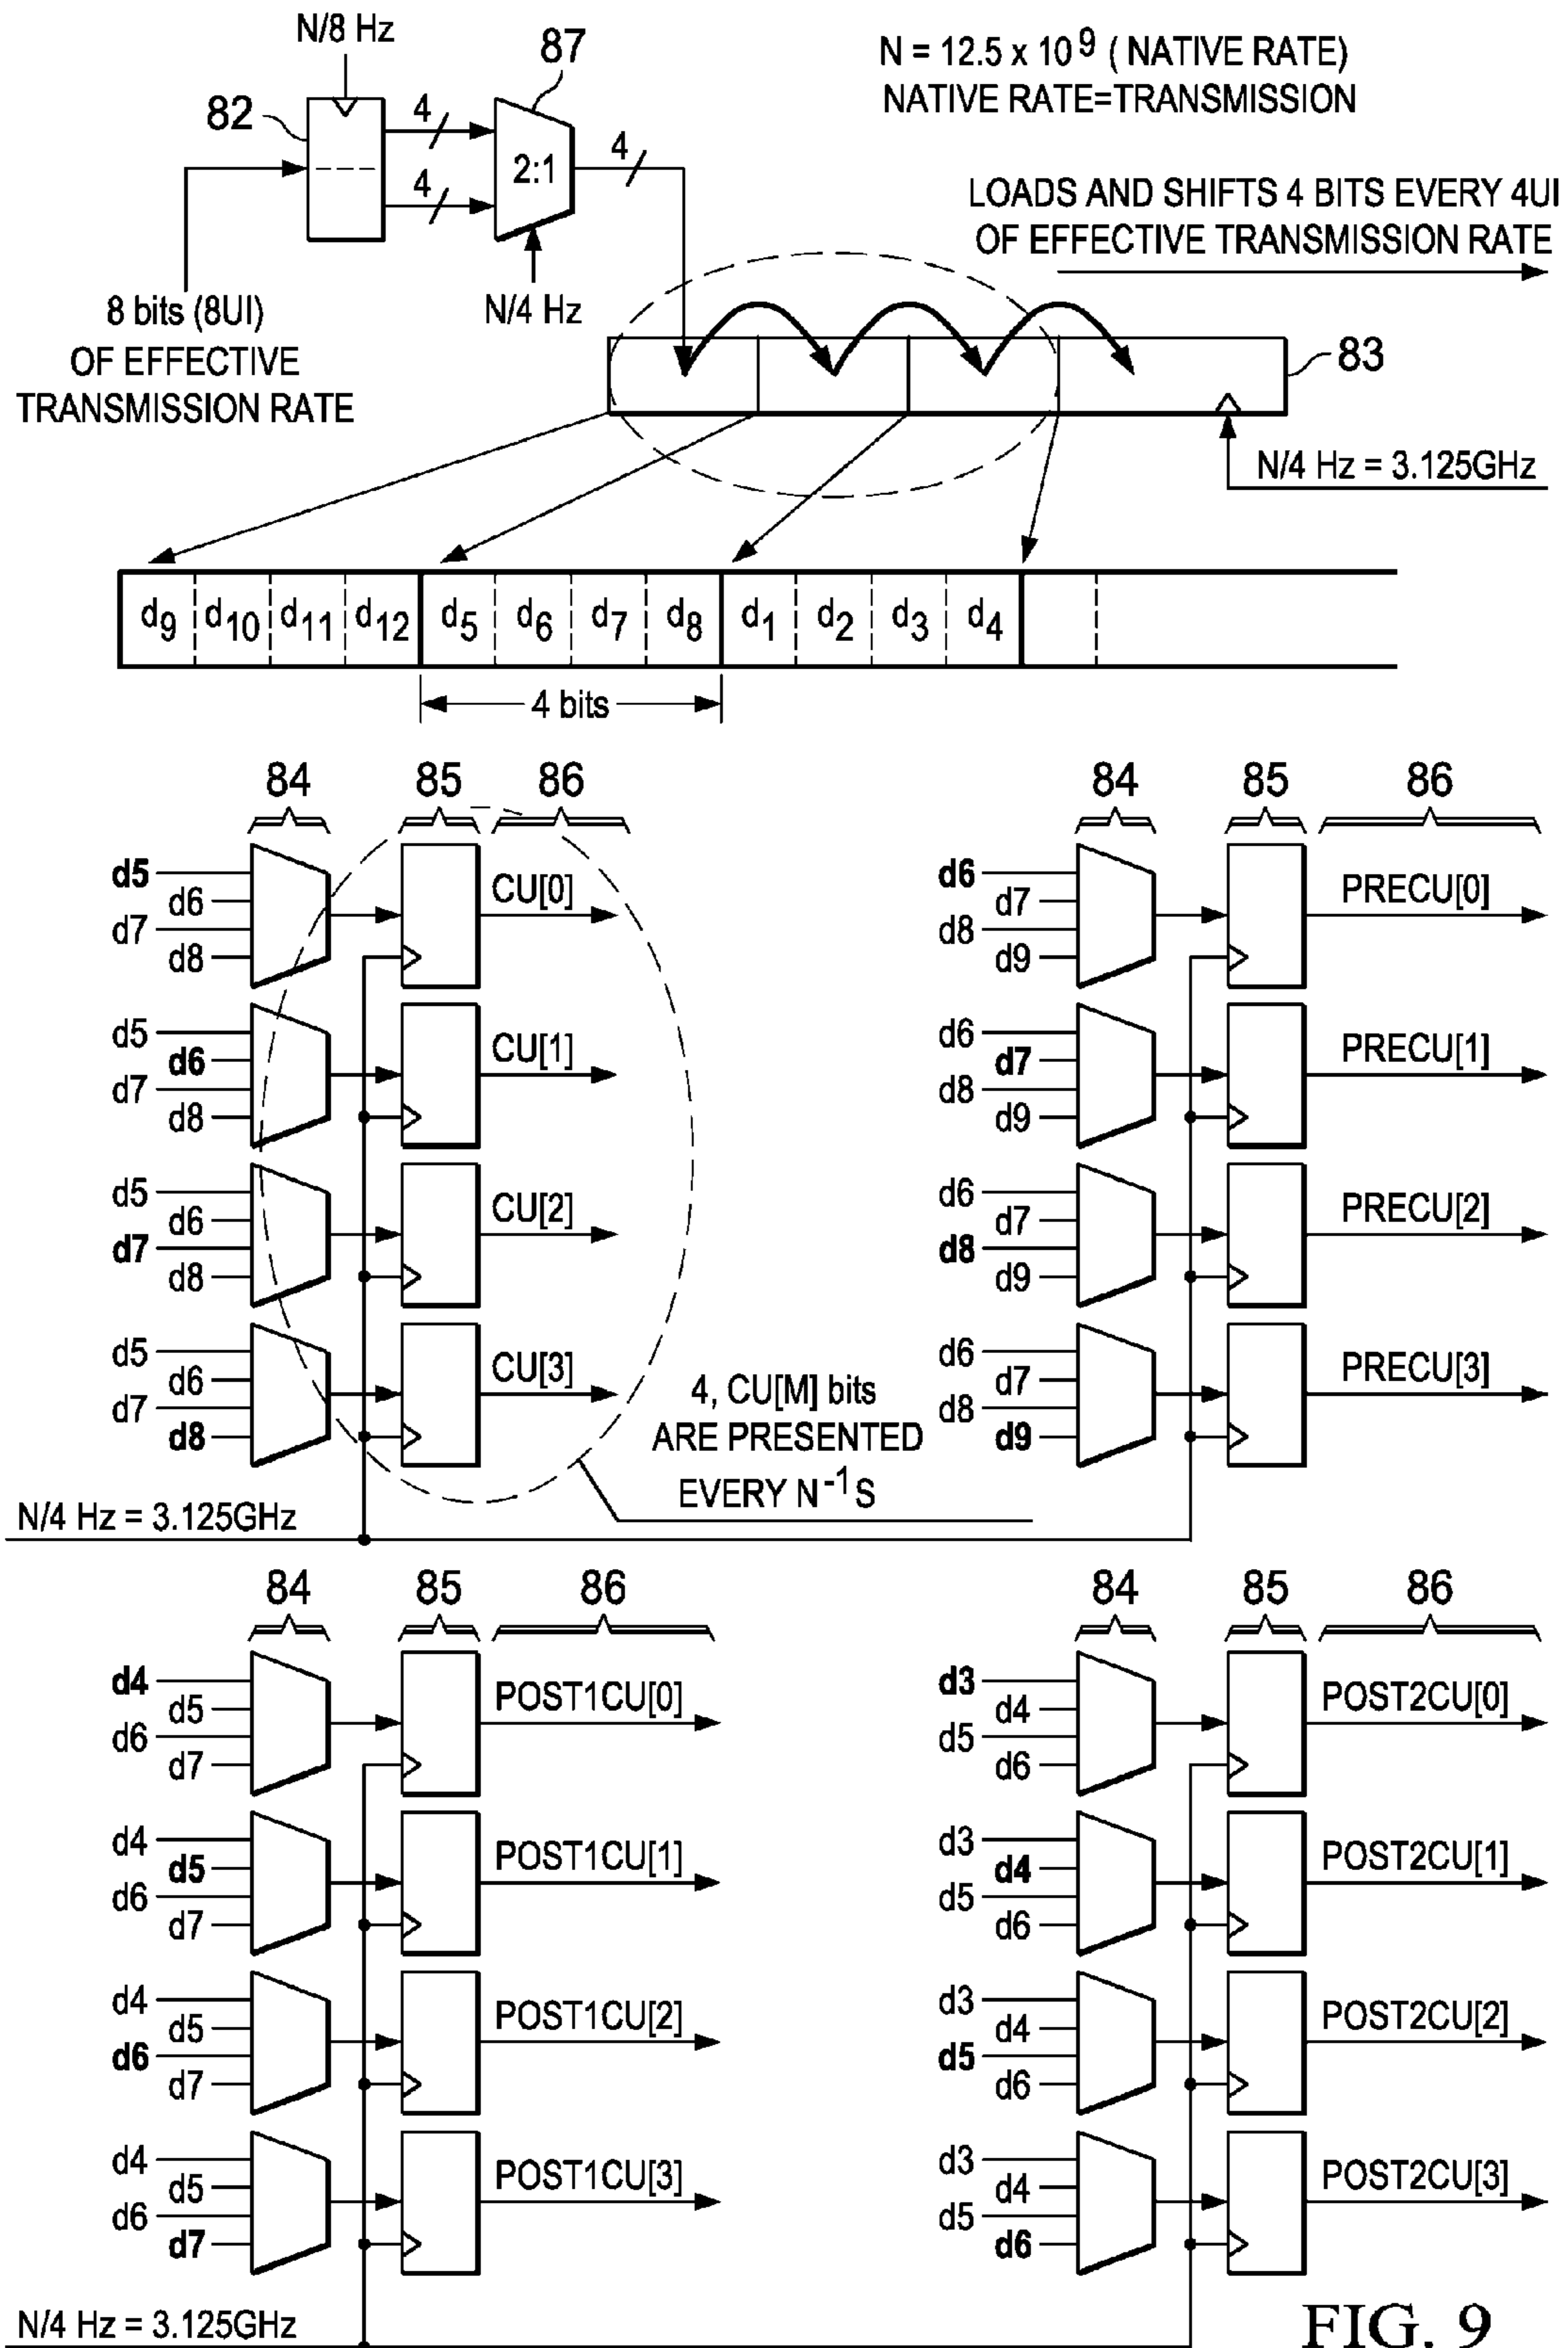 N/8 Hz
87
N = 12.5 x 10 9 ( NATIVE RATE)
NATIVE RATE=TRANSMISSION
82
4
4
2:1
4
LOADS AND SHIFTS 4 BITS EVERY 4UI
OF EFFECTIVE TRANSMISSION RATE
8 bits (8UI)
OF EFFECTIVE
TRANSMISSION RATE
N/4 Hz
83
N/4 Hz = 3.125GHz
d9 d10 d11 d12 d5 d6 d7 d8 d1 d2 d3 d4
4 bits
84 85 86
d5
d6
d7
d8
CU[0]
d5
d6
d7
d8
CU[1]
d5
d6
d7
d8
CU[2]
d5
d6
d7
d8
CU[3]
4, CU[M] bits
ARE PRESENTED
EVERY N-1S
84 85 86
d6
d7
d8
d9
PRECU[0]
d6
d7
d8
d9
PRECU[1]
d6
d7
d8
d9
PRECU[2]
d6
d7
d8
d9
PRECU[3]
N/4 Hz = 3.125GHz
84 85 86
d4
d5
d6
d7
POST1CU[0]
d4
d5
d6
d7
POST1CU[1]
d4
d5
d6
d7
POST1CU[2]
d4
d5
d6
d7
POST1CU[3]
84 85 86
d3
d4
d5
d6
POST2CU[0]
d3
d4
d5
d6
POST2CU[1]
d3
d4
d5
d6
POST2CU[2]
d3
d4
d5
d6
POST2CU[3]
N/4 Hz = 3.125GHz
FIG. 9